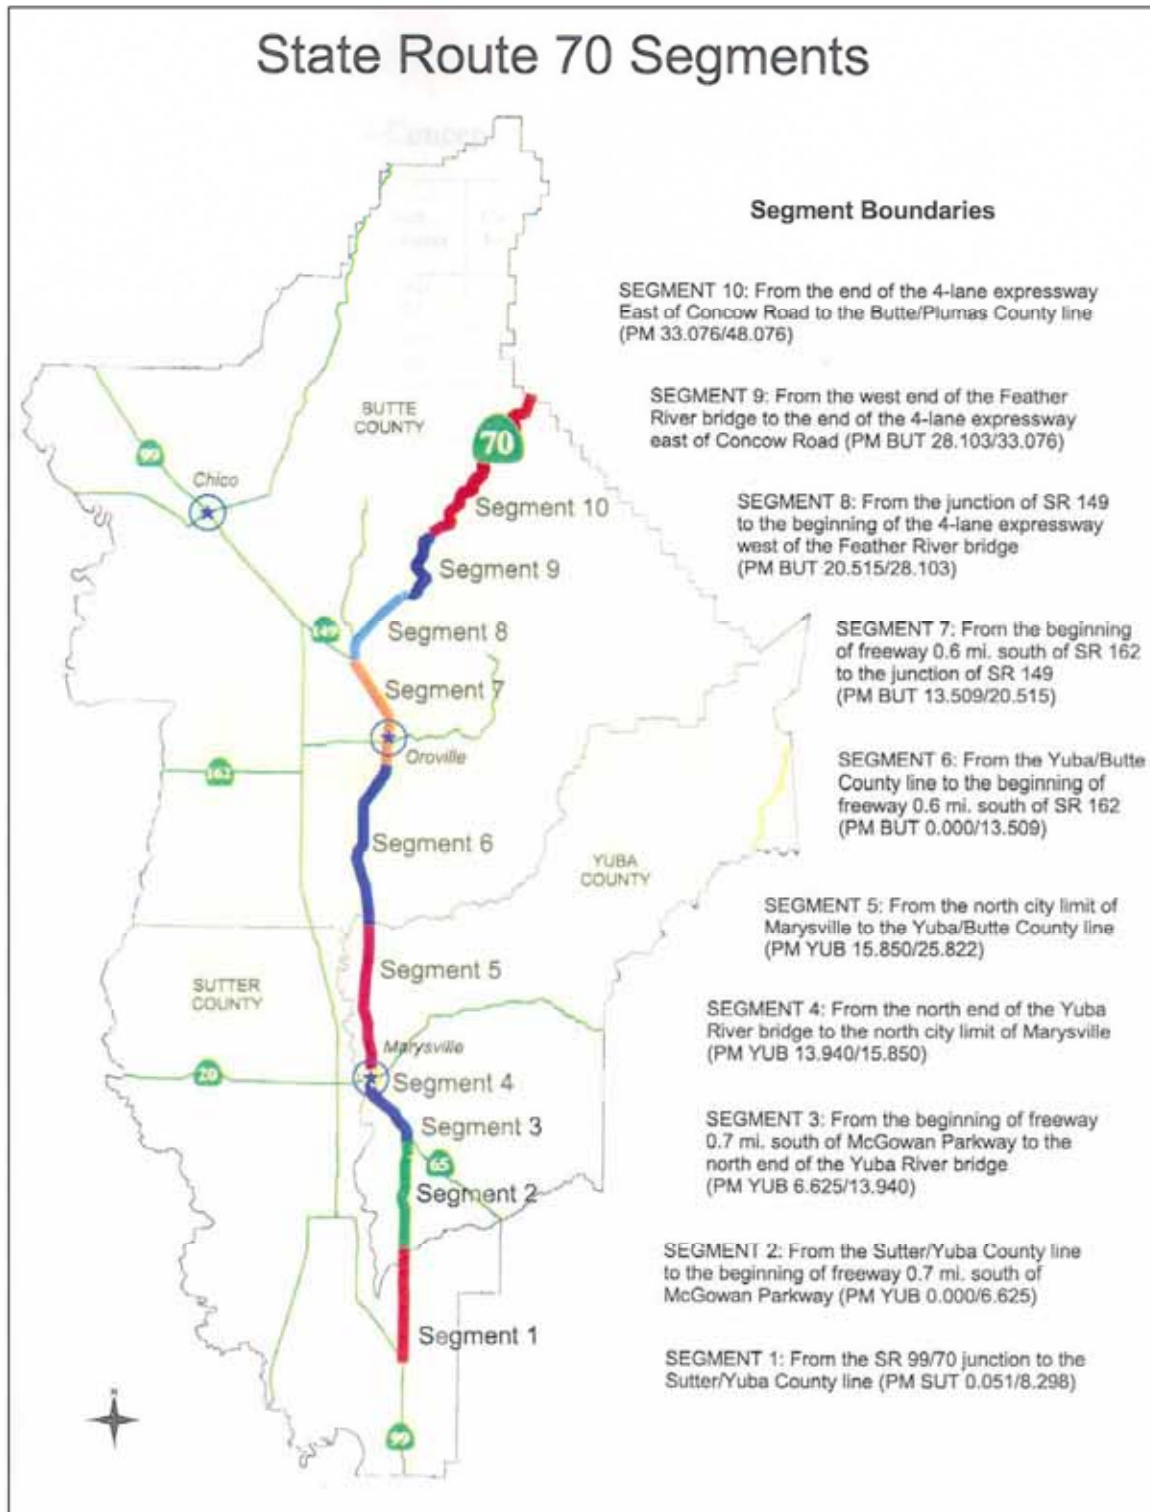 State Route 70 Segments
Segment Boundaries
SEGMENT 10: From the end of the 4-lane expressway
East of Concow Road to the Butte/Plumas County line
(PM 33.076/48.076)
SEGMENT 9: From the west end of the Feather
River bridge to the end of the 4-lane expressway
east of Concow Road (PM BUT 28.103/33.076)
SEGMENT 8: From the junction of SR 149
to the beginning of the 4-lane expressway
west of the Feather River bridge
(PM BUT 20.515/28.103)
SEGMENT 7: From the beginning
of freeway 0.6 mi. south of SR 162
to the junction of SR 149
(PM BUT 13.509/20.515)
SEGMENT 6: From the Yuba/Butte
County line to the beginning of
freeway 0.6 mi. south of SR 162
(PM BUT 0.000/13.509)
SEGMENT 5: From the north city limit of
Marysville to the Yuba/Butte County line
(PM YUB 15.850/25.822)
SEGMENT 4: From the north end of the Yuba
River bridge to the north city limit of Marysville
(PM YUB 13.940/15.850)
SEGMENT 3: From the beginning of freeway
0.7 mi. south of McGowan Parkway to the
north end of the Yuba River bridge
(PM YUB 6.625/13.940)
SEGMENT 2: From the Sutter/Yuba County line
to the beginning of freeway 0.7 mi. south of
McGowan Parkway (PM YUB 0.000/6.625)
SEGMENT 1: From the SR 99/70 junction to the
Sutter/Yuba County line (PM SUT 0.051/8.298)
BUTTE
COUNTY
70
99
Chico
Segment 10
Segment 9
149
Segment 8
Segment 7
Oroville
162
Segment 6
YUBA
COUNTY
Segment 5
SUTTER
COUNTY
Marysville
20
Segment 4
Segment 3
65
Segment 2
Segment 1
N
99